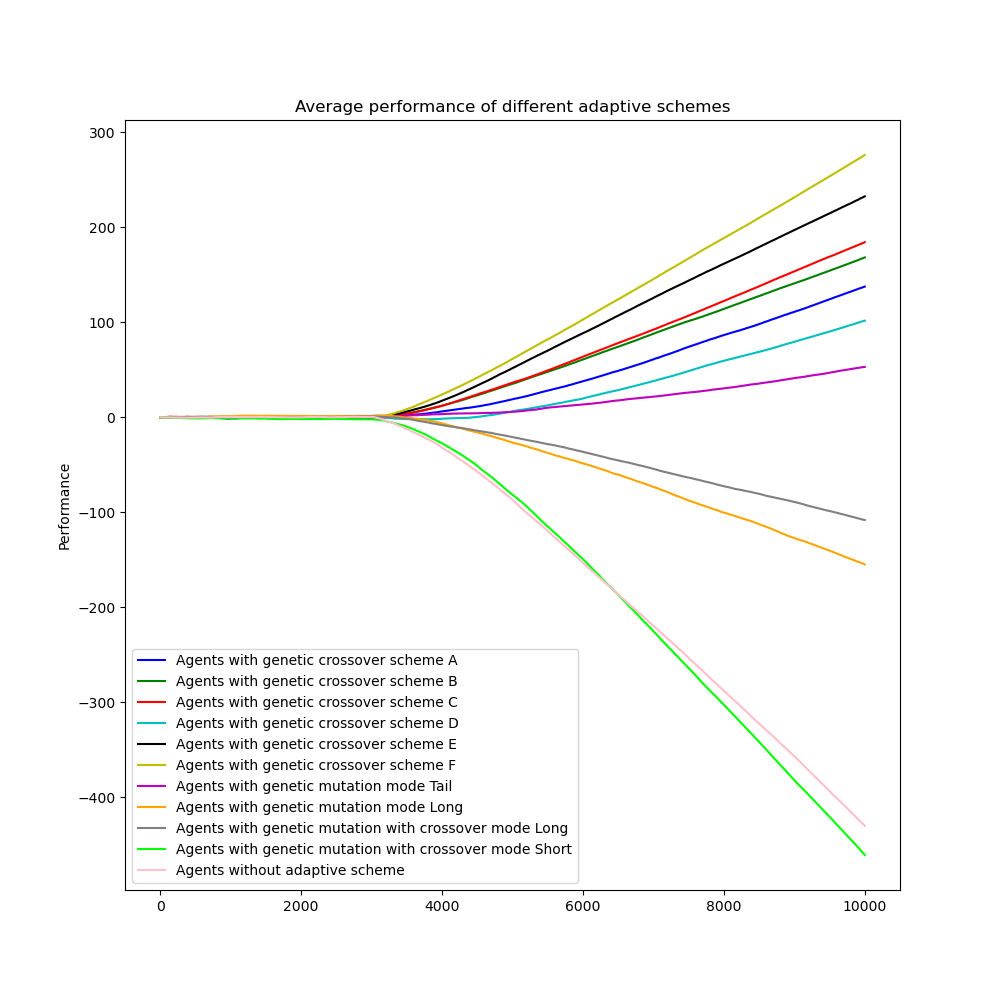 Average performance of different adaptive schemes
300
200
100
0
−100
−200
−300
−400
Performance
Agents with genetic crossover scheme A
Agents with genetic crossover scheme B
Agents with genetic crossover scheme C
Agents with genetic crossover scheme D
Agents with genetic crossover scheme E
Agents with genetic crossover scheme F
Agents with genetic mutation mode Tail
Agents with genetic mutation mode Long
Agents with genetic mutation with crossover mode Long
Agents with genetic mutation with crossover mode Short
Agents without adaptive scheme
0 2000 4000 6000 8000 10000